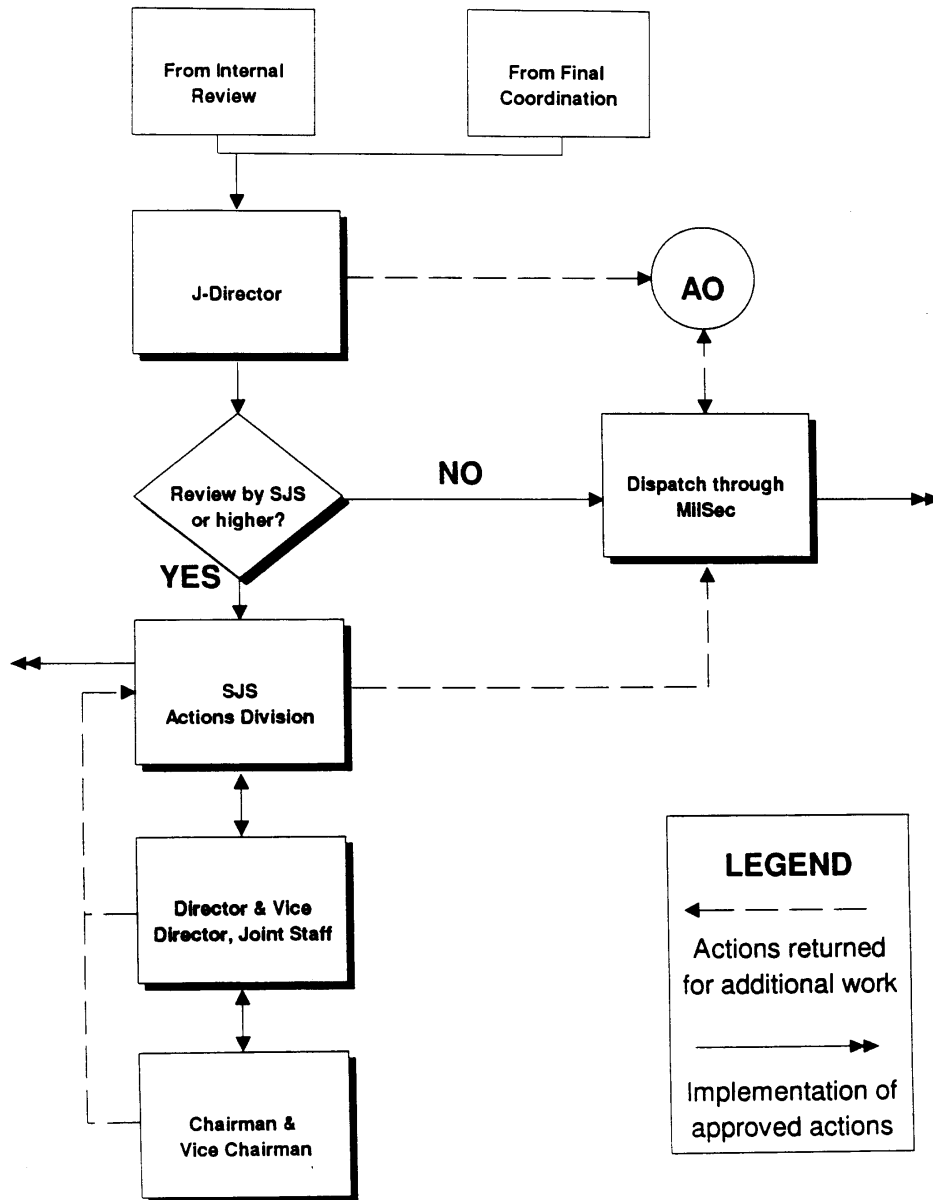 From Internal
Review
From Final
Coordination
J-Director
AO
Review by SJS
or higher?
NO
Dispatch through
MilSec
YES
SJS
Actions Division
Director & Vice
Director, Joint Staff
Chairman &
Vice Chairman
LEGEND
Actions returned
for additional work
Implementation of
approved actions